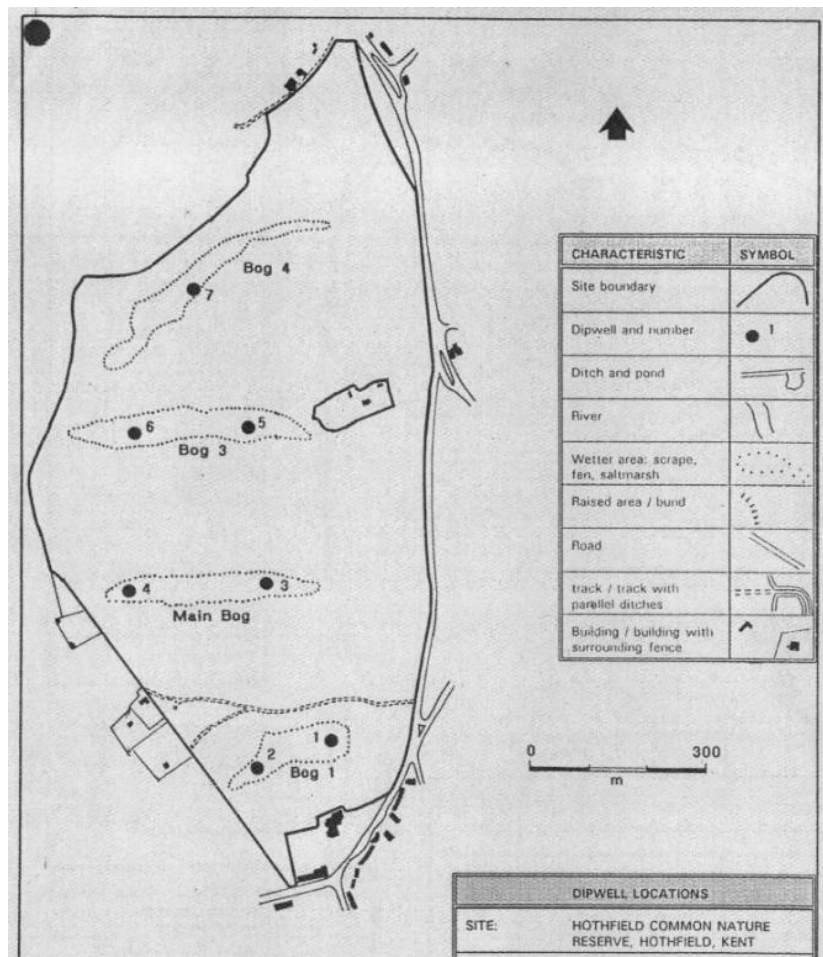 Bog 4
7
6
5
Bog 3
4
3
Main Bog
1
2
Bog 1
CHARACTERISTIC SYMBOL
Site boundary
Dipwell and number 1
Ditch and pond
River
Wetter area: scrape,
fen, saltmarsh
Raised area / bund
Road
track / track with
parallel ditches
Building / building with
surrounding fence
0 300
m
DIPWELL LOCATIONS
SITE: HOTHFIELD COMMON NATURE
RESERVE, HOTHFIELD, KENT